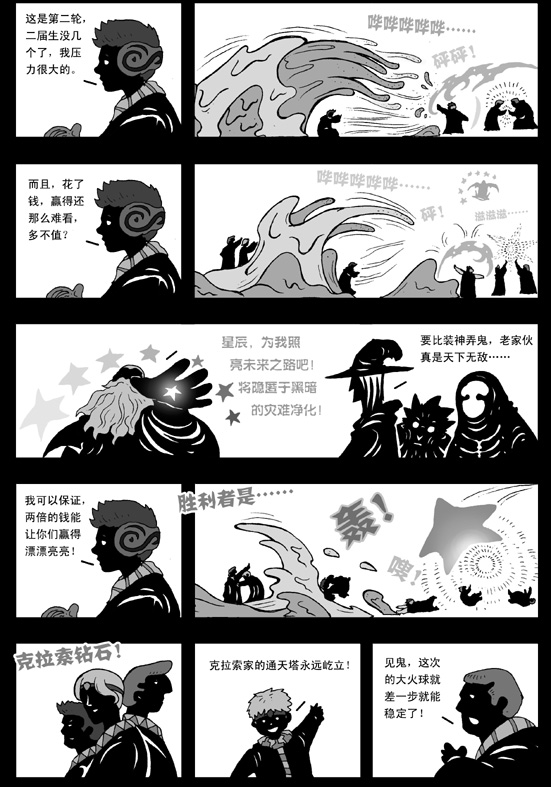 这是第二轮，
二届生没几
个了，我压
力很大的。
哗哗哗哗哗……
砰砰！
而且，花了
钱，赢得还
那么难看，
多不值？
哗哗哗哗哗……
砰！
滋滋滋……
星辰，为我照
亮未来之路吧！
将隐匿于黑暗
的灾难净化！
要比装神弄鬼，老家伙
真是天下无敌……
我可以保证，
两倍的钱能
让你们赢得
漂漂亮亮！
胜利者是……
轰！
嗖！
克拉索钻石！
克拉索家的通天塔永远屹立！
见鬼，这次
的大火球就
差一步就能
稳定了！